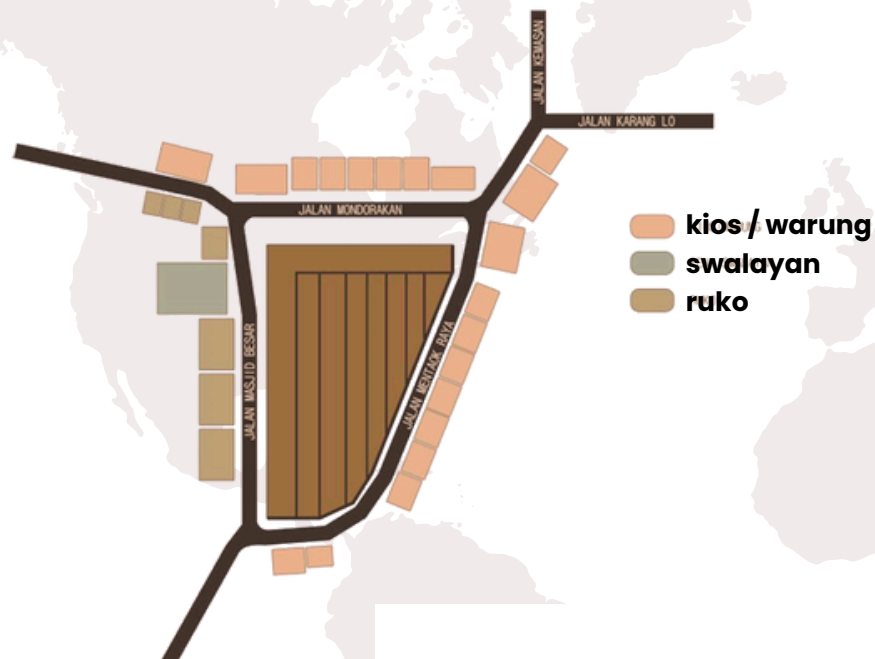 JALAN KEMASAN
JALAN KARANG LO
JALAN MONDORAKAN
JALAN MASJID BESAR
JALAN MENTAOK RAYA
kios / warung
swalayan
ruko